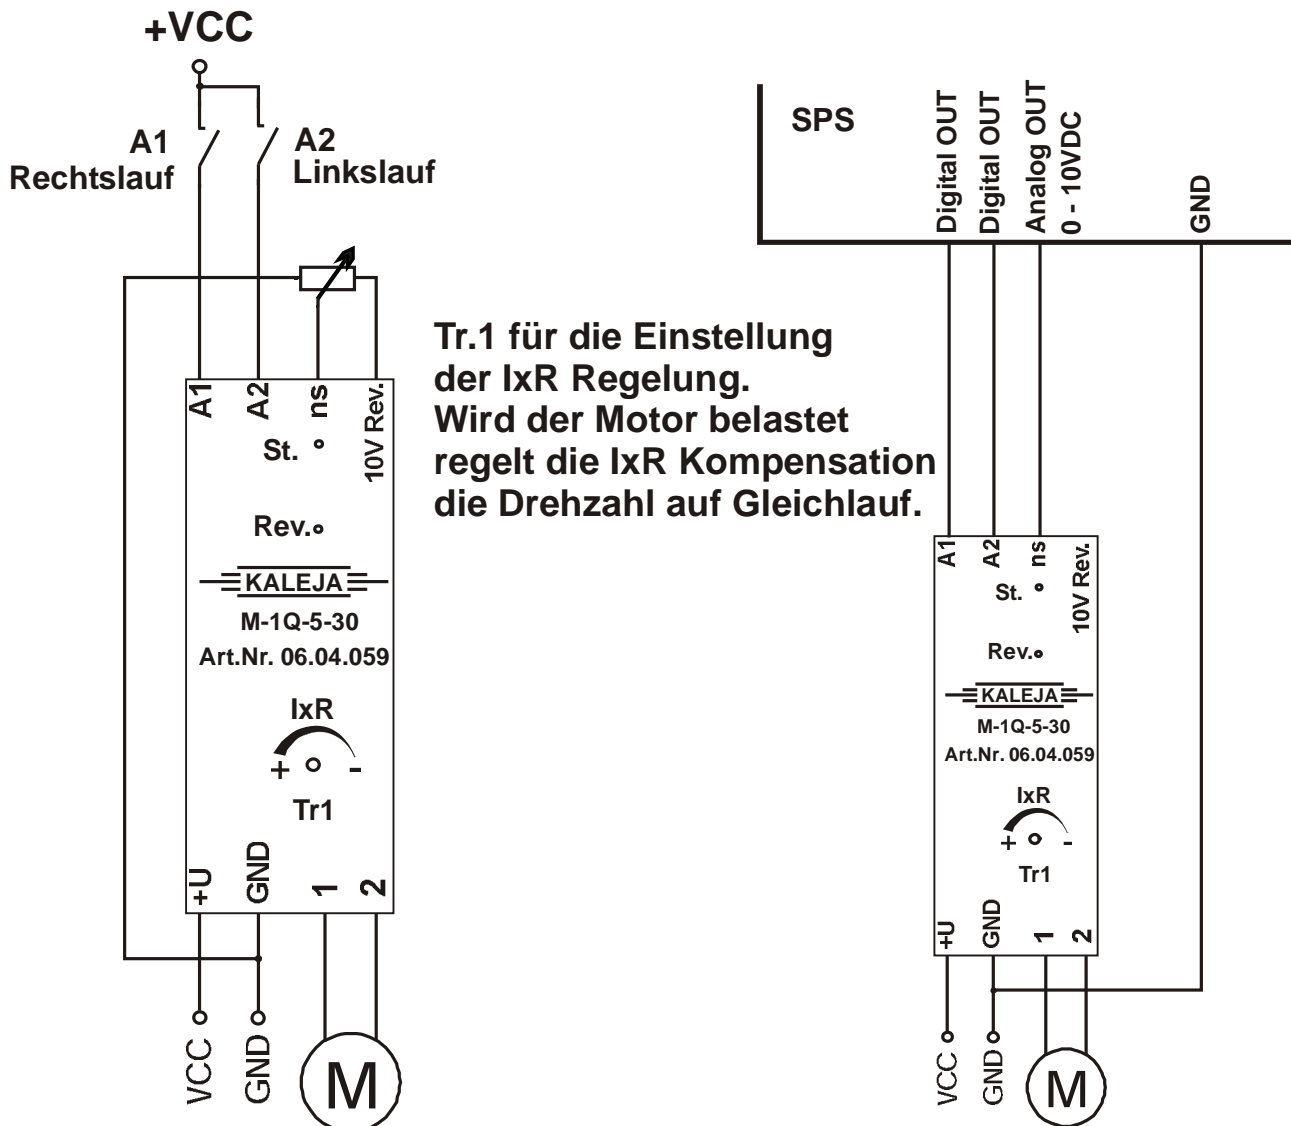 +VCC
A1
Rechtslauf
A2
Linkslauf
A1
A2
ns
10V Rev.
St.
Rev.
KALEJA
M-1Q-5-30
Art.Nr. 06.04.059
IxR
+ -
Tr1
+U
GND
1
2
VCC
GND
M
Tr.1 für die Einstellung
der IxR Regelung.
Wird der Motor belastet
regelt die IxR Kompensation
die Drehzahl auf Gleichlauf.
SPS
Digital OUT
Digital OUT
Analog OUT
0 - 10VDC
GND
A1
A2
ns
10V Rev.
St.
Rev.
KALEJA
M-1Q-5-30
Art.Nr. 06.04.059
IxR
+ -
Tr1
+U
GND
1
2
VCC
GND
M